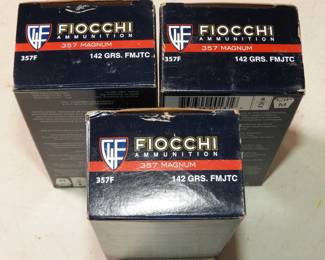 FIOCCHI
AMMUNITION
357 MAGNUM
357F 142 GRS. FMJTC
FIOCCHI
AMMUNITION
357 MAGNUM
357F 142 GRS. FMJTC
FIOCCHI
AMMUNITION
357 MAGNUM
357F 142 GRS. FMJTC